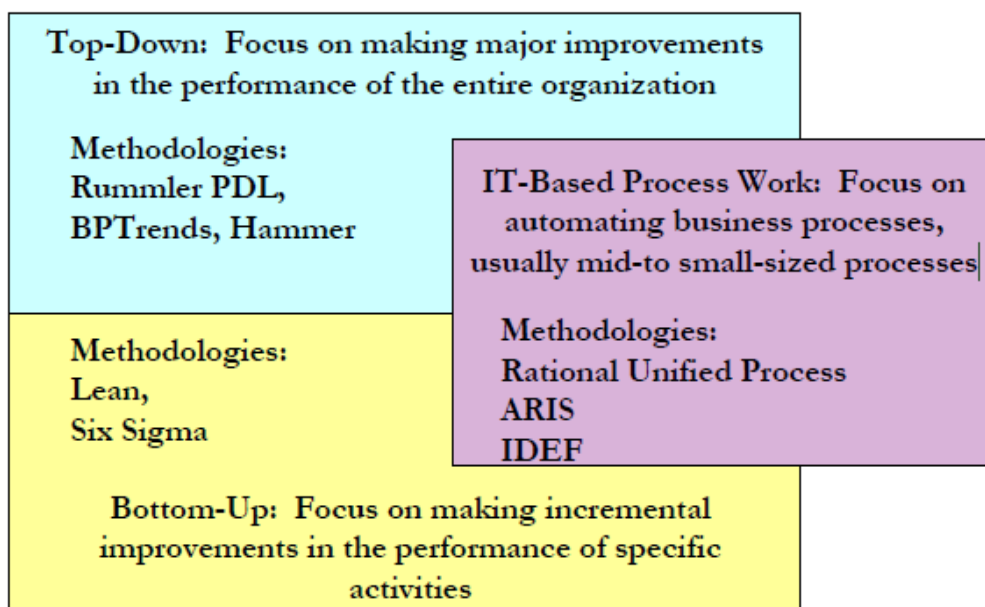 Top-Down:  Focus on making major improvements
in the performance of the entire organization
Methodologies:
Rummler PDL,
BPTrends, Hammer
IT-Based Process Work:  Focus on
automating business processes,
usually mid-to small-sized processes
Methodologies:
Rational Unified Process
ARIS
IDEF
Methodologies:
Lean,
Six Sigma
Bottom-Up:  Focus on making incremental
improvements in the performance of specific
activities